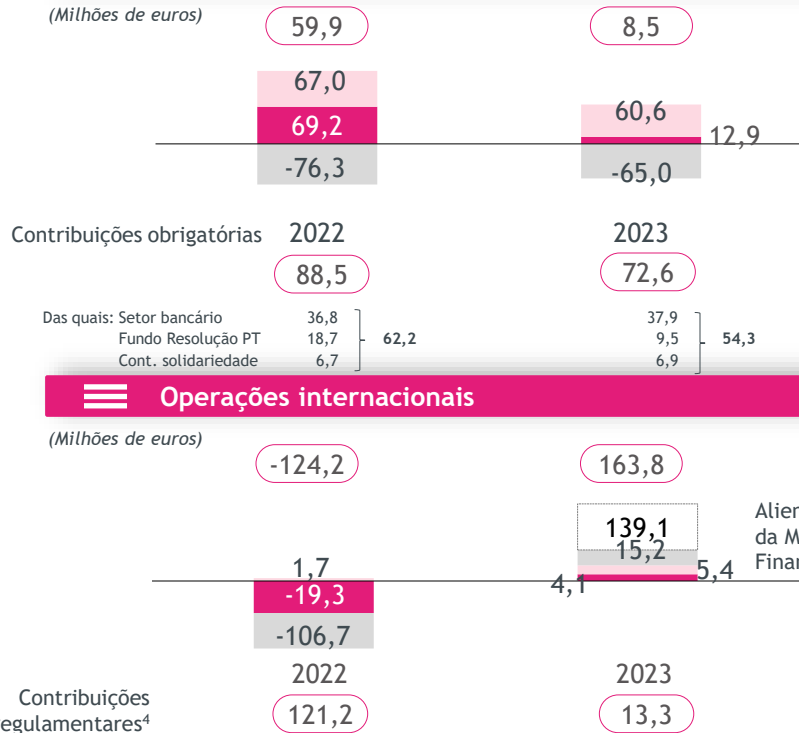 (Milhões de euros)
59,9 8,5
67,0
60,6
69,2
12,9
-76,3 -65,0
Contribuições obrigatórias 2022 2023
88,5 72,6
Das quais: Setor bancário 36,8 37,9
Fundo Resolução PT 18,7 62,2 9,5 54,3
Cont. solidariedade 6,7 6,9
Operações internacionais
(Milhões de euros)
-124,2 163,8
139,1
15,2
da
1,7 5,4
4,1
-19,3
-106,7
2022 2023
Contribuições
egulamentares⁴ 121,2 13,3